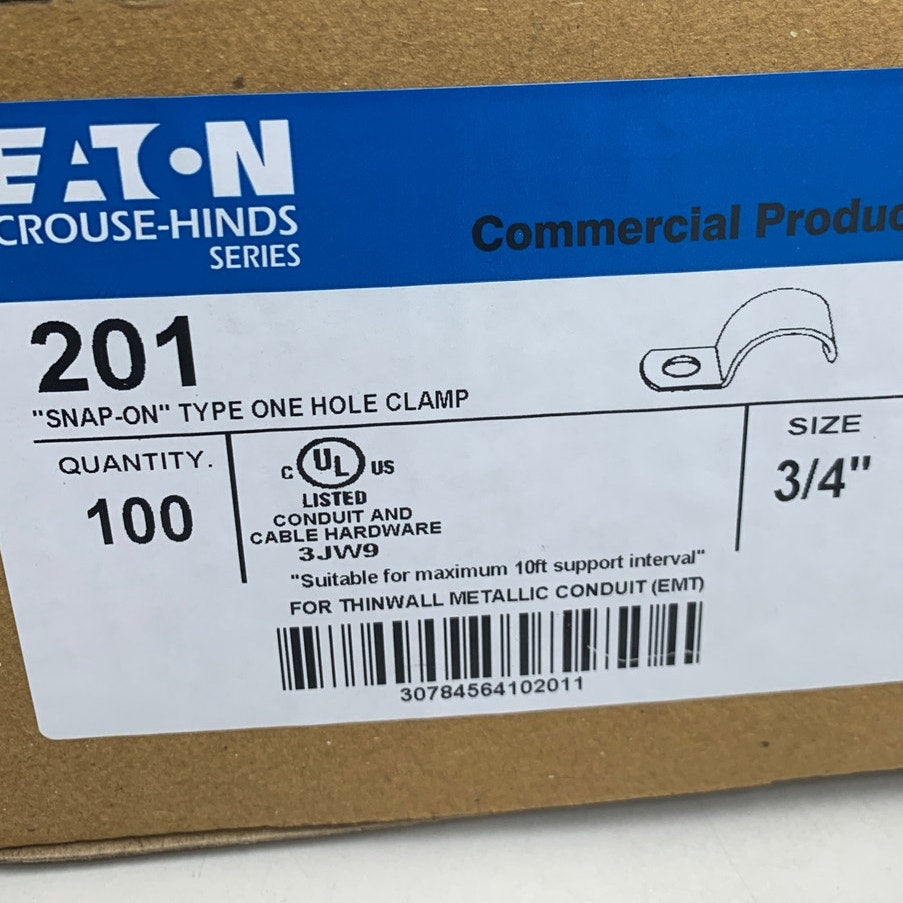 EATON
CROUSE-HINDS
SERIES
Commercial Produc
201
"SNAP-ON" TYPE ONE HOLE CLAMP
QUANTITY.
100
C UL US
LISTED
CONDUIT AND
CABLE HARDWARE
3JW9
SIZE
3/4"
"Suitable for maximum 10ft support interval"
FOR THINWALL METALLIC CONDUIT (EMT)
30784564102011